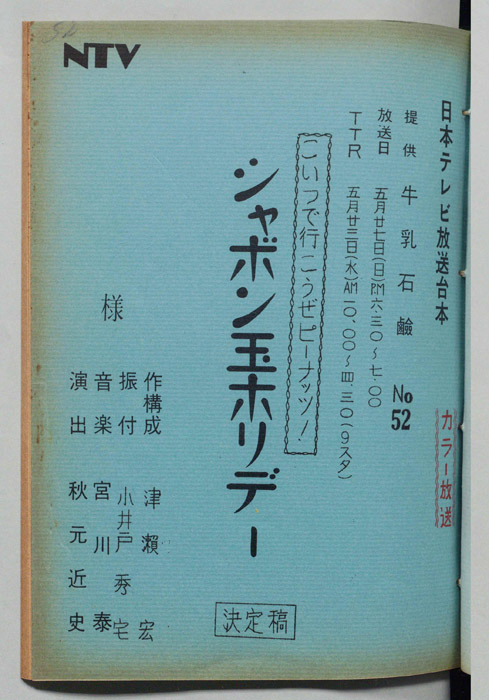 日本テレビ放送台本
カラー放送
提供 牛乳石鹼 No 52
放送日 五月廿七日(日)P.M六・三〇〜七・〇〇
TTR 五月廿三日(水)AM一〇、〇〇〜四、三〇(9スタ)
こいつで行こうぜピーナッツ!
シャボン玉ホリデー
決定稿
作構成 津瀨宏
振付 小井戸秀宅
音楽 宮川泰
演出 秋元近史
様
NTV
52